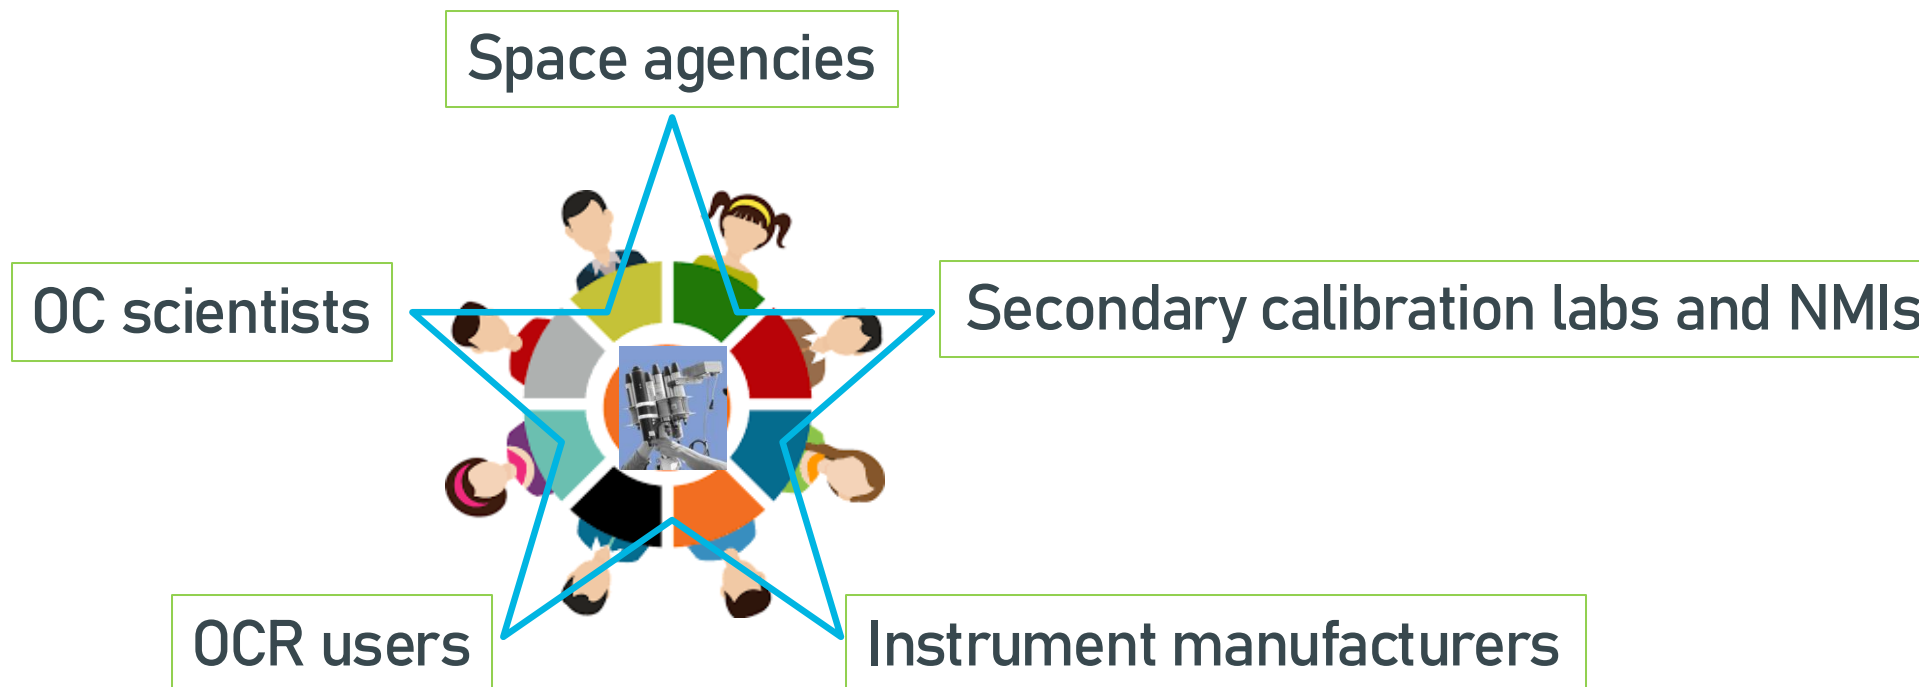 Space agencies
OC scientists
Secondary calibration labs and NMIs
OCR users
Instrument manufacturers